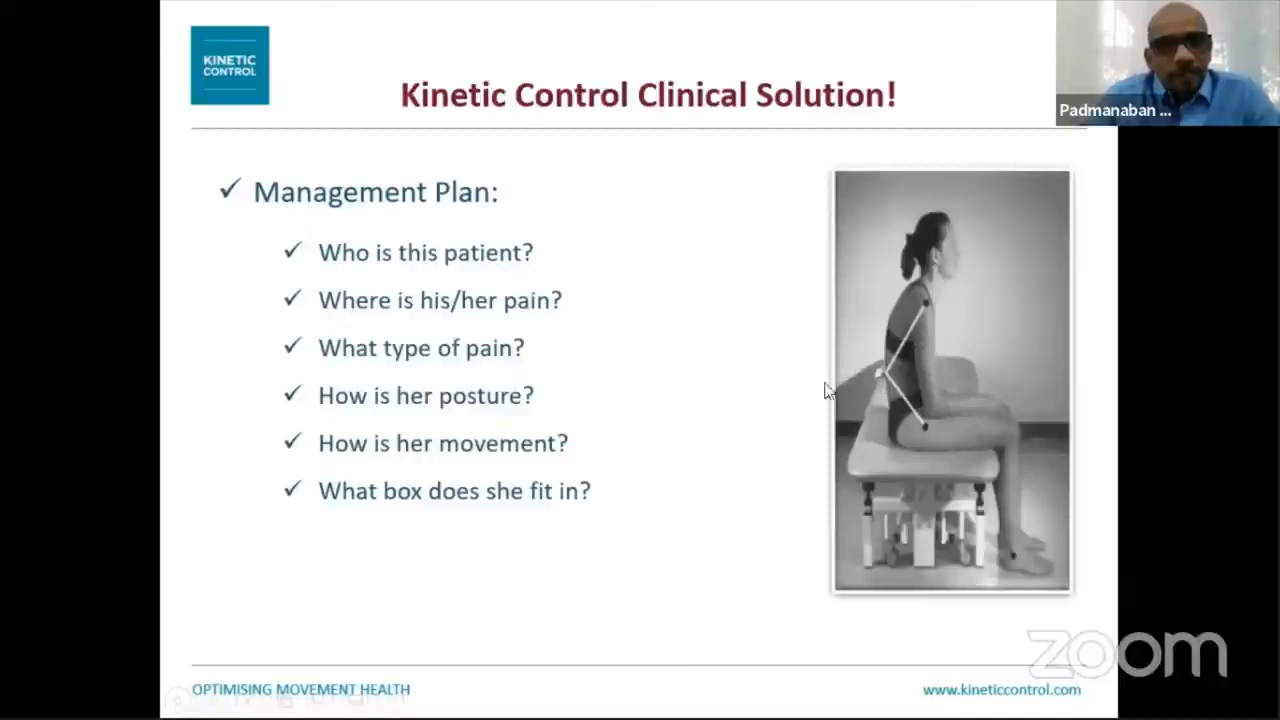 KINETIC
CONTROL
Kinetic Control Clinical Solution!
Padmanaban ...
✓ Management Plan:
✓ Who is this patient?
✓ Where is his/her pain?
✓ What type of pain?
✓ How is her posture?
✓ How is her movement?
✓ What box does she fit in?
zoom
OPTIMISING MOVEMENT HEALTH
www.kineticcontrol.com